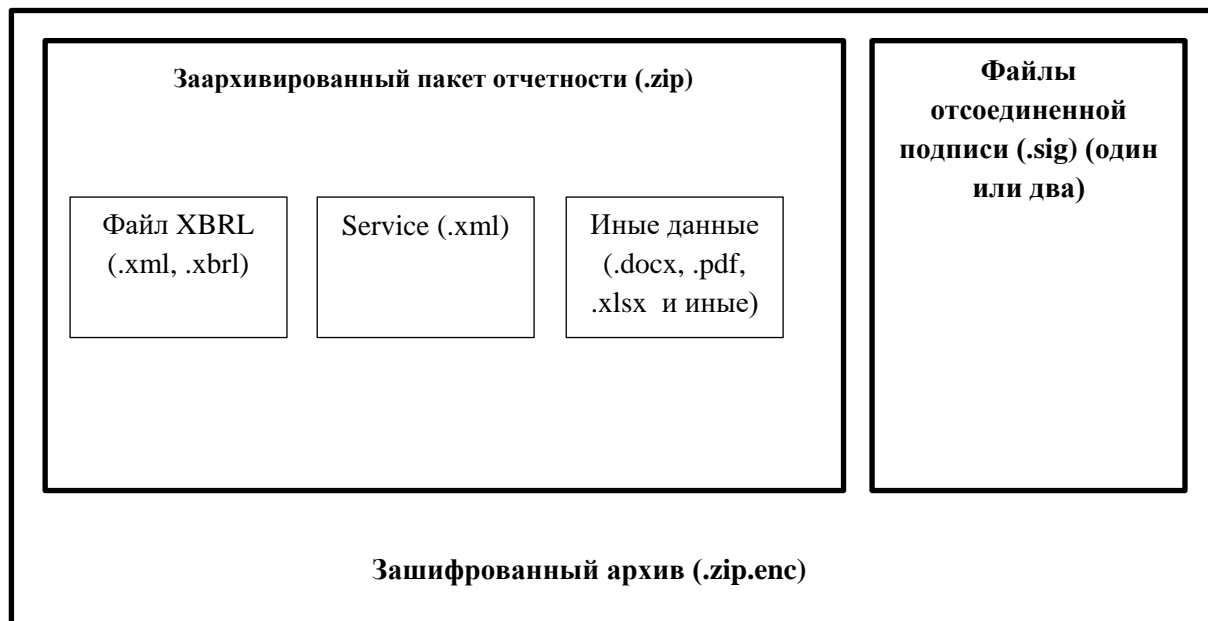 Заархивированный пакет отчетности (.zip)
Файл XBRL
(.xml, .xbrl)
Service (.xml)
Иные данные
(.docx, .pdf,
.xlsx и иные)
Файлы
отсоединенной
подписи (.sig) (один
или два)
Зашифрованный архив (.zip.enc)